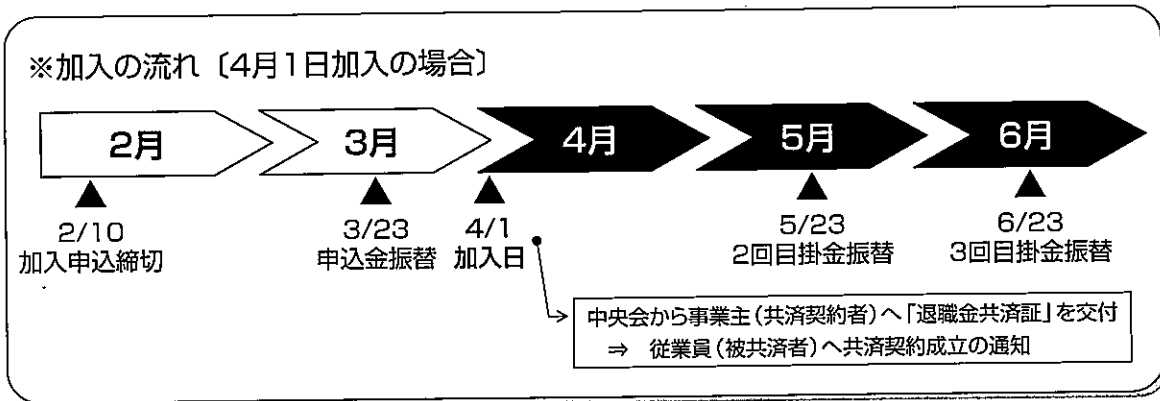 ※加入の流れ〔4月1日加入の場合〕
2月
3月
4月
5月
6月
2/10
加入申込締切
3/23
申込金振替
4/1
加入日
5/23
2回目掛金振替
6/23
3回目掛金振替
中央会から事業主(共済契約者)へ「退職金共済証」を交付
⇒ 従業員(被共済者)へ共済契約成立の通知